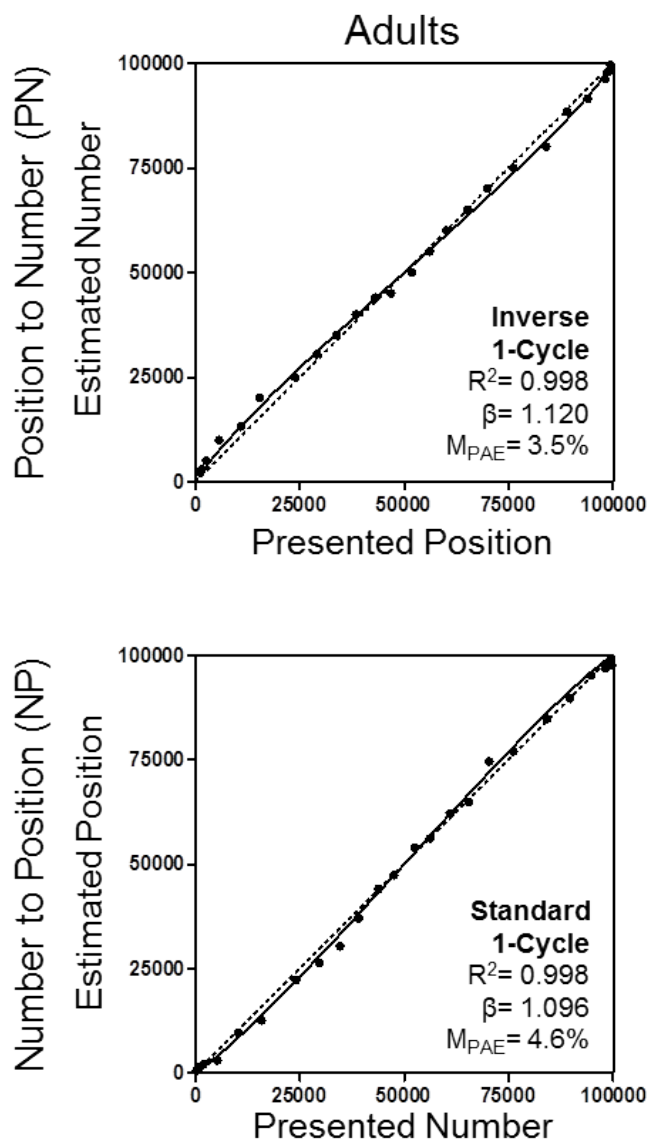 Adults
Position to Number (PN)
Estimated Number
100000
75000
50000
25000
0
Inverse
1-Cycle
R²= 0.998
β= 1.120
M_PAE= 3.5%
0 25000 50000 75000 100000
Presented Position
Number to Position (NP)
Estimated Position
100000
75000
50000
25000
0
Standard
1-Cycle
R²= 0.998
β= 1.096
M_PAE= 4.6%
0 25000 50000 75000 100000
Presented Number